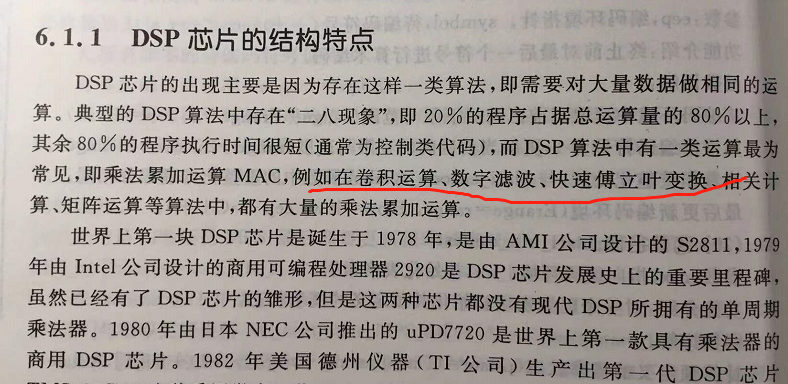 6.1.1 DSP 芯片的结构特点
DSP 芯片的出现主要是因为存在这样一类算法,即需要对大量数据做相同的运
算。典型的 DSP 算法中存在“二八现象”,即 20%的程序占据总运算量的 80%以上,
其余 80%的程序执行时间很短(通常为控制类代码),而 DSP 算法中有一类运算最为
常见,即乘法累加运算 MAC,例如在卷积运算、数字滤波、快速傅立叶变换、相关计
算、矩阵运算等算法中,都有大量的乘法累加运算。
世界上第一块 DSP 芯片是诞生于 1978 年,是由 AMI 公司设计的 S2811,1979
年由 Intel 公司设计的商用可编程处理器 2920 是 DSP 芯片发展史上的重要里程碑,
虽然已经有了 DSP 芯片的雏形,但是这两种芯片都没有现代 DSP 所拥有的单周期
乘法器。1980 年由日本 NEC 公司推出的 uPD7720 是世界上第一款具有乘法器的
商用 DSP 芯片。1982 年美国德州仪器(TI 公司)生产出第一代 DSP 芯片